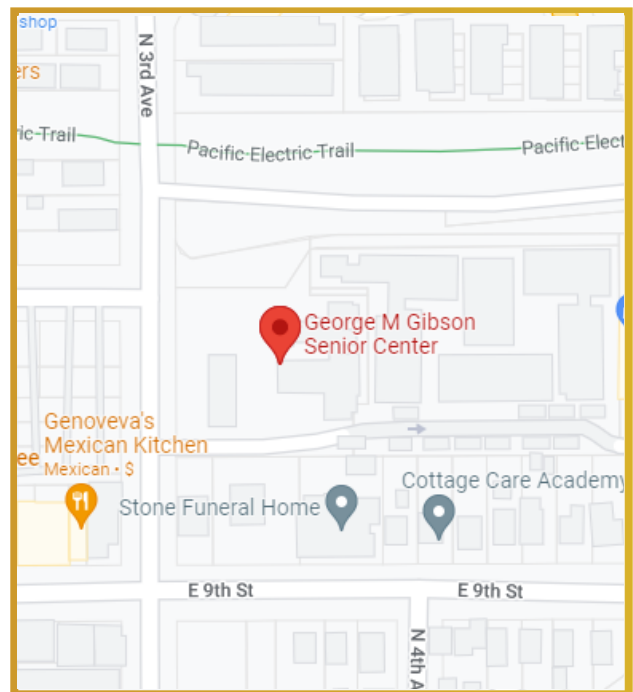 shop
N 3rd Ave
ers
ic Trail
Pacific Electric Trail
Pacific Elect
George M Gibson
Senior Center
Genoveva's
Mexican Kitchen
Mexican • $
ee
Cottage Care Academy
Stone Funeral Home
E 9th St
E 9th St
N 4th A